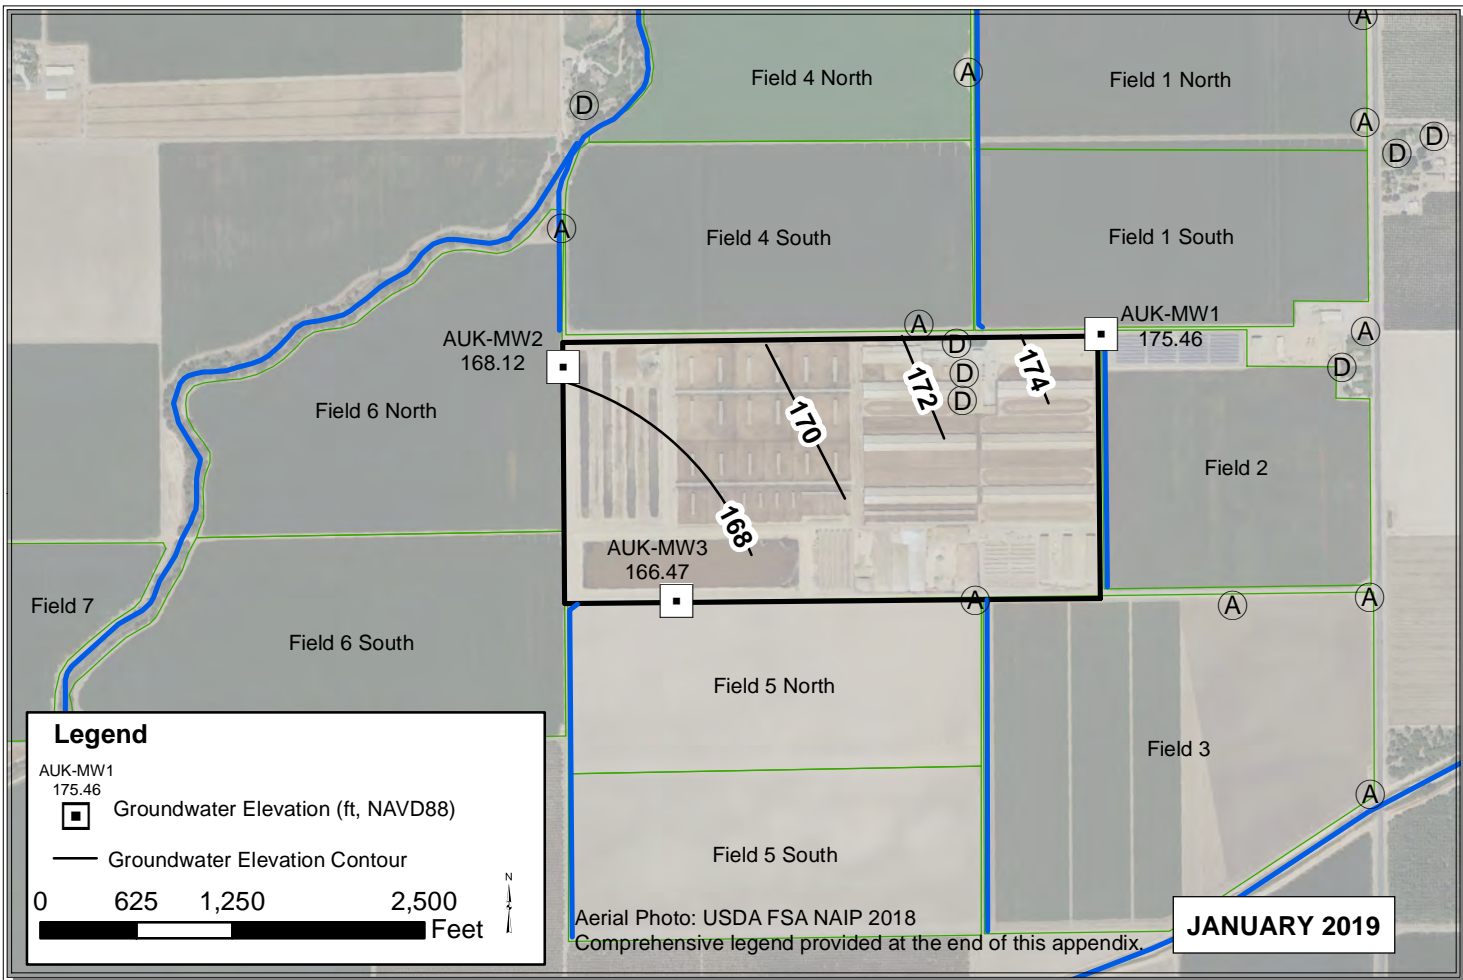 A
Field 4 North
A
Field 1 North
D
A
D
D
A
Field 4 South
Field 1 South
AUK-MW1
175.46
A
A
AUK-MW2
168.12
D
D
D
D
172
174
170
Field 6 North
Field 2
168
AUK-MW3
166.47
Field 7
A
A
A
Field 6 South
Field 5 North
Field 3
A
Field 5 South
Legend
AUK-MW1
175.46
Groundwater Elevation (ft, NAVD88)
Groundwater Elevation Contour
N
0 625 1,250 2,500
Feet
Aerial Photo: USDA FSA NAIP 2018
Comprehensive legend provided at the end of this appendix.
JANUARY 2019